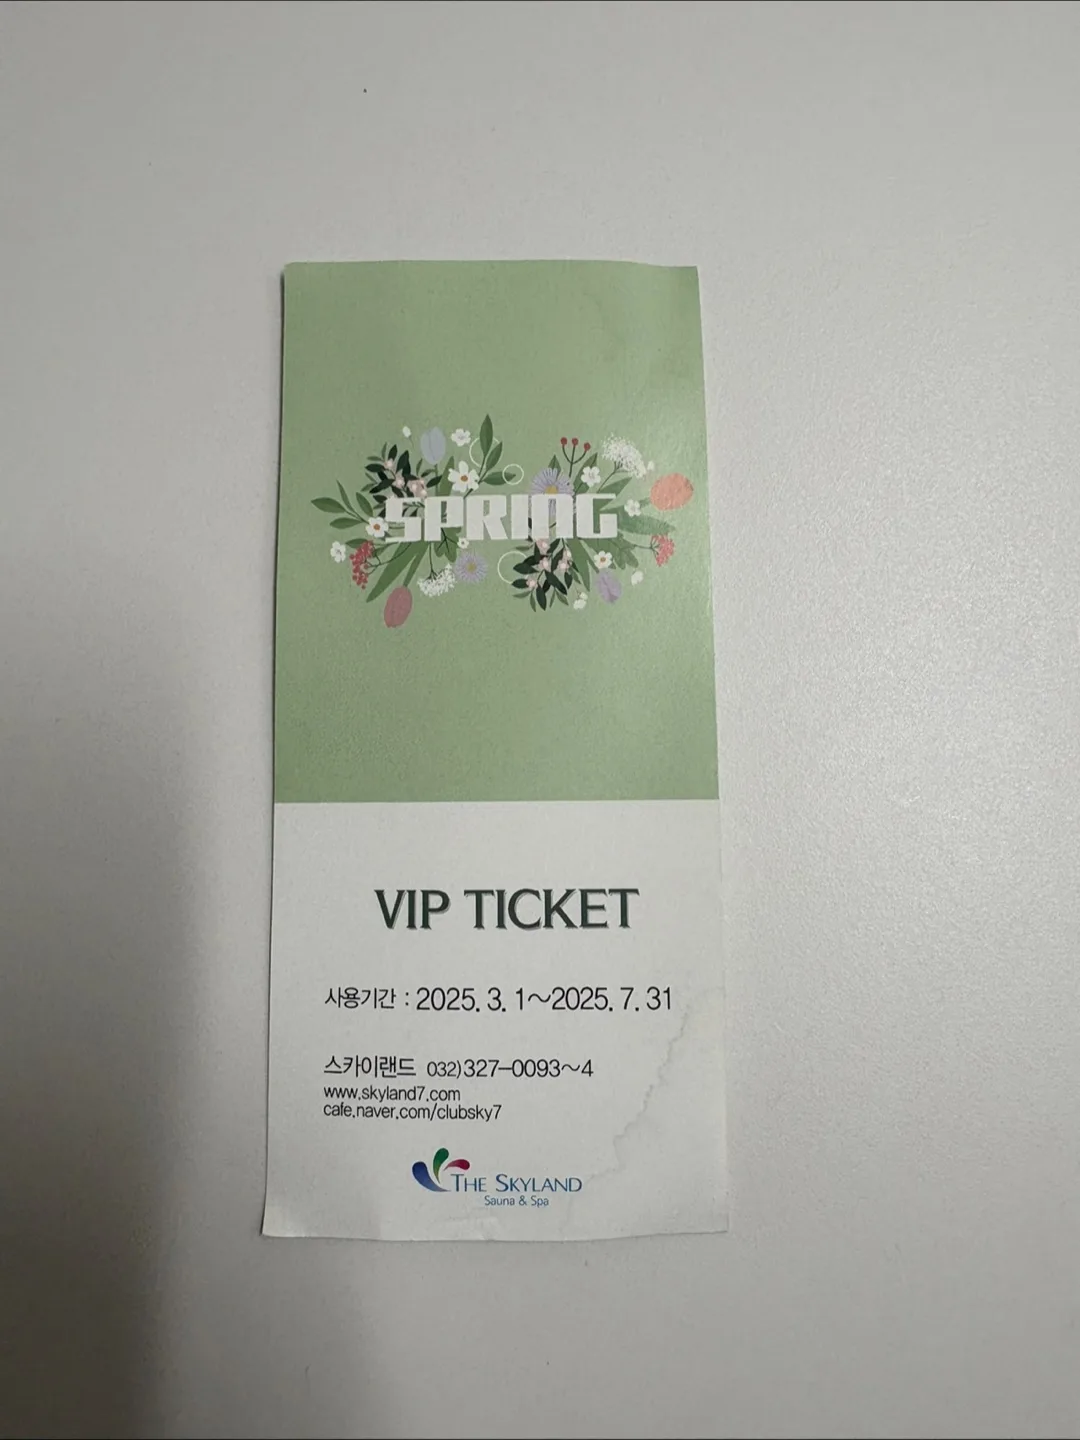 SPRING
VIP TICKET
사용기간 : 2025. 3. 1~2025. 7. 31
스카이랜드 032)327-0093~4
www.skyland7.com
cafe.naver.com/clubsky7
THE SKYLAND
Sauna & Spa